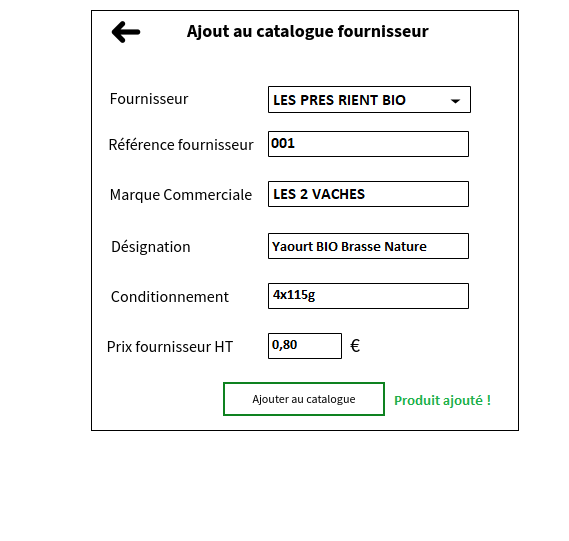 Ajout au catalogue fournisseur
Fournisseur LES PRES RIENT BIO
Référence fournisseur 001
Marque Commerciale LES 2 VACHES
Désignation Yaourt BIO Brasse Nature
Conditionnement 4x115g
Prix fournisseur HT 0,80 €
Ajouter au catalogue Produit ajouté !